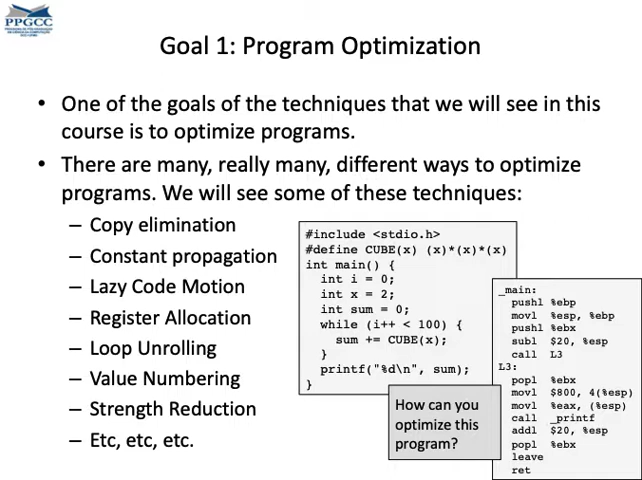 PPGCC
Goal 1: Program Optimization
• One of the goals of the techniques that we will see in this
course is to optimize programs.
• There are many, really many, different ways to optimize
programs. We will see some of these techniques:
– Copy elimination
– Constant propagation
– Lazy Code Motion
– Register Allocation
– Loop Unrolling
– Value Numbering
– Strength Reduction
– Etc, etc, etc.
#include <stdio.h>
#define CUBE(x) (x)*(x)*(x)
int main() {
int i = 0;
int x = 2;
int sum = 0;
while (i++ < 100) {
sum += CUBE(x);
}
printf("%d\n", sum);
}
How can you
optimize this
program?
_main:
pushl %ebp
movl %esp, %ebp
pushl %ebx
subl $20, %esp
call L3
L3:
popl %ebx
movl $800, 4(%esp)
movl %eax, (%esp)
call _printf
addl $20, %esp
popl %ebx
leave
ret